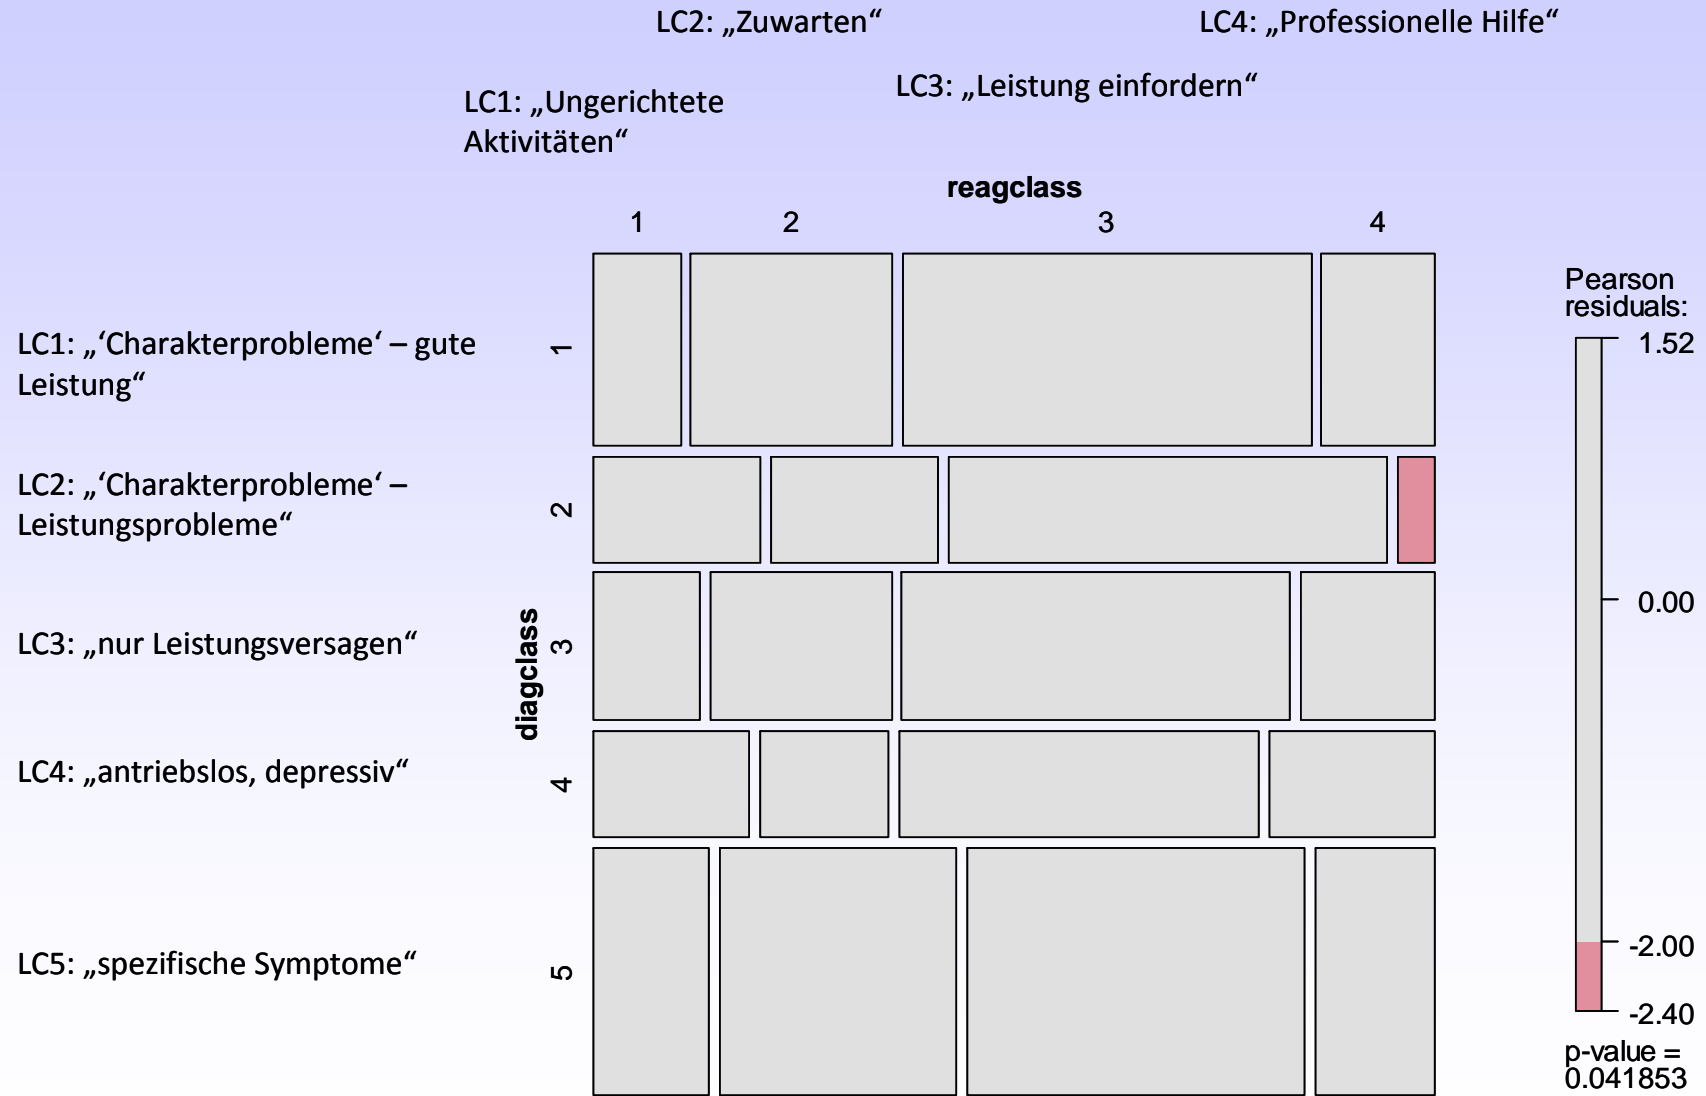 LC2: „Zuwarten“
LC4: „Professionelle Hilfe“
LC3: „Leistung einfordern“
LC1: „Ungerichtete
Aktivitäten“
reagclass
1 2 3 4
Pearson
residuals:
1.52
0.00
-2.00
-2.40
p-value =
0.041853
LC1: „‘Charakterprobleme‘ – gute
Leistung“
LC2: „‘Charakterprobleme‘ –
Leistungsprobleme“
LC3: „nur Leistungsversagen“
LC4: „antriebslos, depressiv“
LC5: „spezifische Symptome“
diagclass
1
2
3
4
5